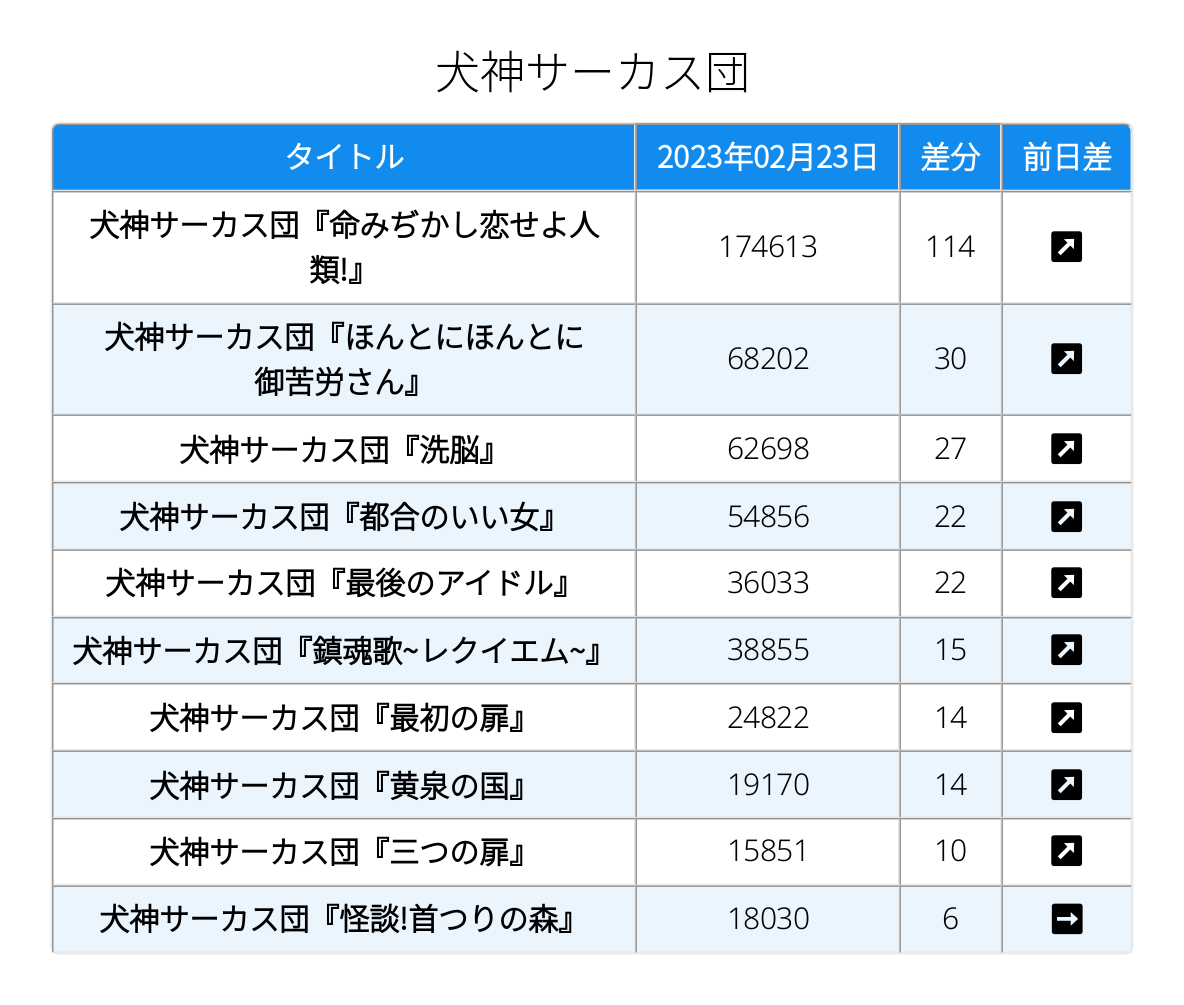 犬神サーカス団
タイトル 2023年02月23日 差分 前日差
犬神サーカス団『命みぢかし恋せよ人
類!』 174613 114
犬神サーカス団『ほんとにほんとに
御苦労さん』 68202 30
犬神サーカス団『洗脳』 62698 27
犬神サーカス団『都合のいい女』 54856 22
犬神サーカス団『最後のアイドル』 36033 22
犬神サーカス団『鎮魂歌~レクイエム~』 38855 15
犬神サーカス団『最初の扉』 24822 14
犬神サーカス団『黄泉の国』 19170 14
犬神サーカス団『三つの扉』 15851 10
犬神サーカス団『怪談!首つりの森』 18030 6